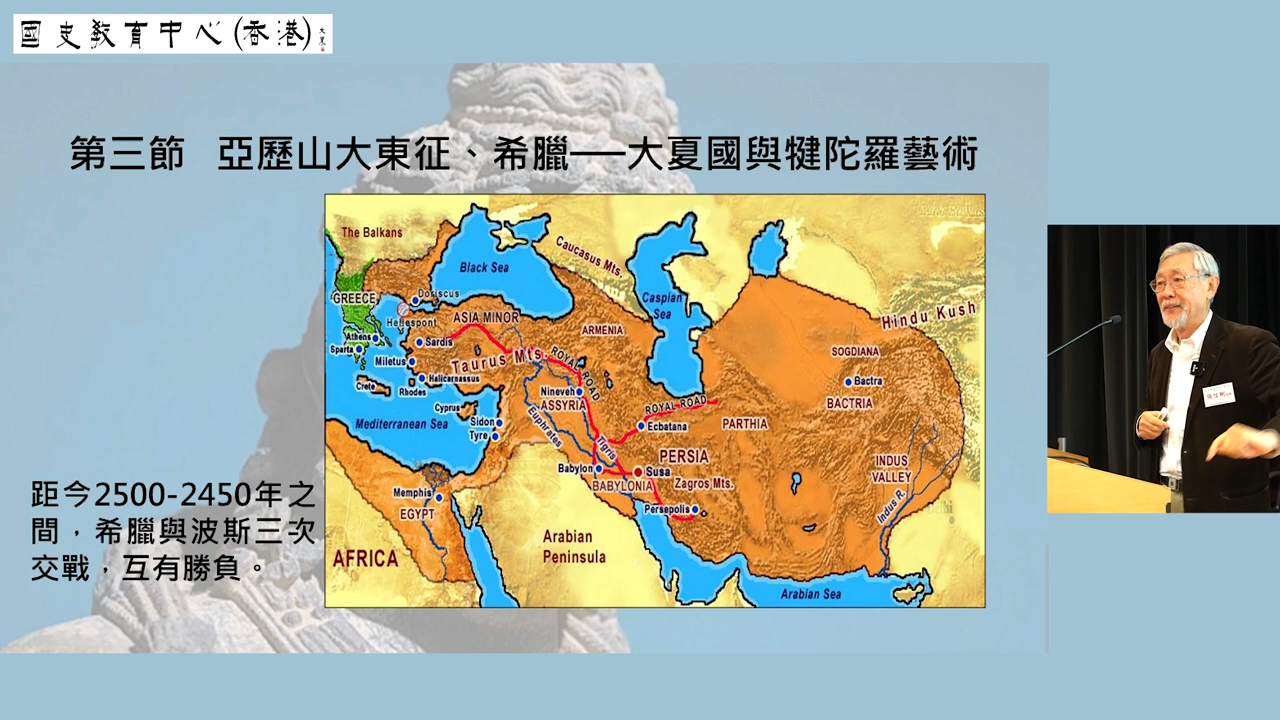 國史教育中心(香港)
第三節 亞歷山大東征、希臘──大夏國與犍陀羅藝術
The Balkans
Black Sea
Caucasus Mts.
GREECE
Doriscus
Hellespont
ASIA MINOR
Caspian
Sea
ARMENIA
Hindu Kush
Athens
Sparta
Sardis
Miletus
Taurus Mts.
ROYAL ROAD
SOGDIANA
Halicarnassus
Crete
Rhodes
Nineveh
ASSYRIA
Bactra
BACTRIA
Cyprus
Sidon
Tyre
Mediterranean Sea
Euphrates
Tigris
ROYAL ROAD
Ecbatana
PARTHIA
PERSIA
Babylon
Susa
BABYLONIA
Zagros Mts.
INDUS
VALLEY
Indus R.
Memphis
EGYPT
Persepolis
AFRICA
Arabian
Peninsula
Arabian Sea
距今2500-2450年之
間，希臘與波斯三次
交戰，互有勝負。
張信剛